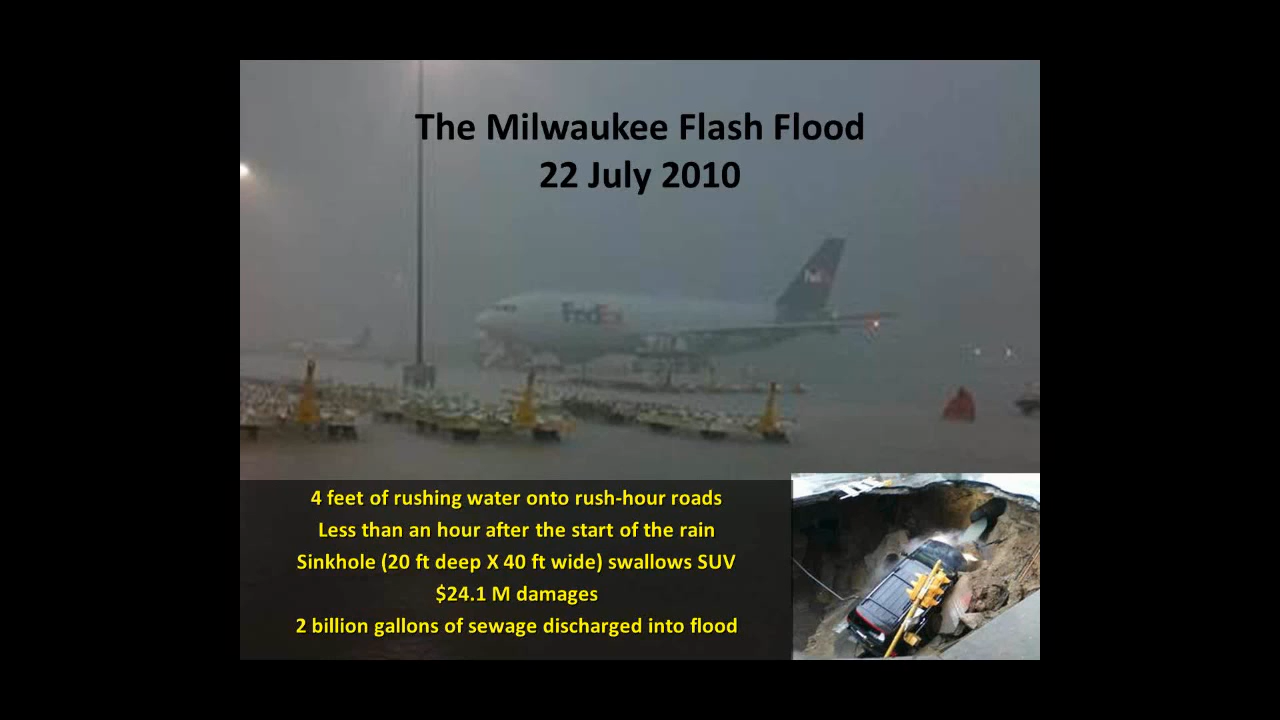 The Milwaukee Flash Flood
22 July 2010
FedEx
4 feet of rushing water onto rush-hour roads
Less than an hour after the start of the rain
Sinkhole (20 ft deep X 40 ft wide) swallows SUV
$24.1 M damages
2 billion gallons of sewage discharged into flood